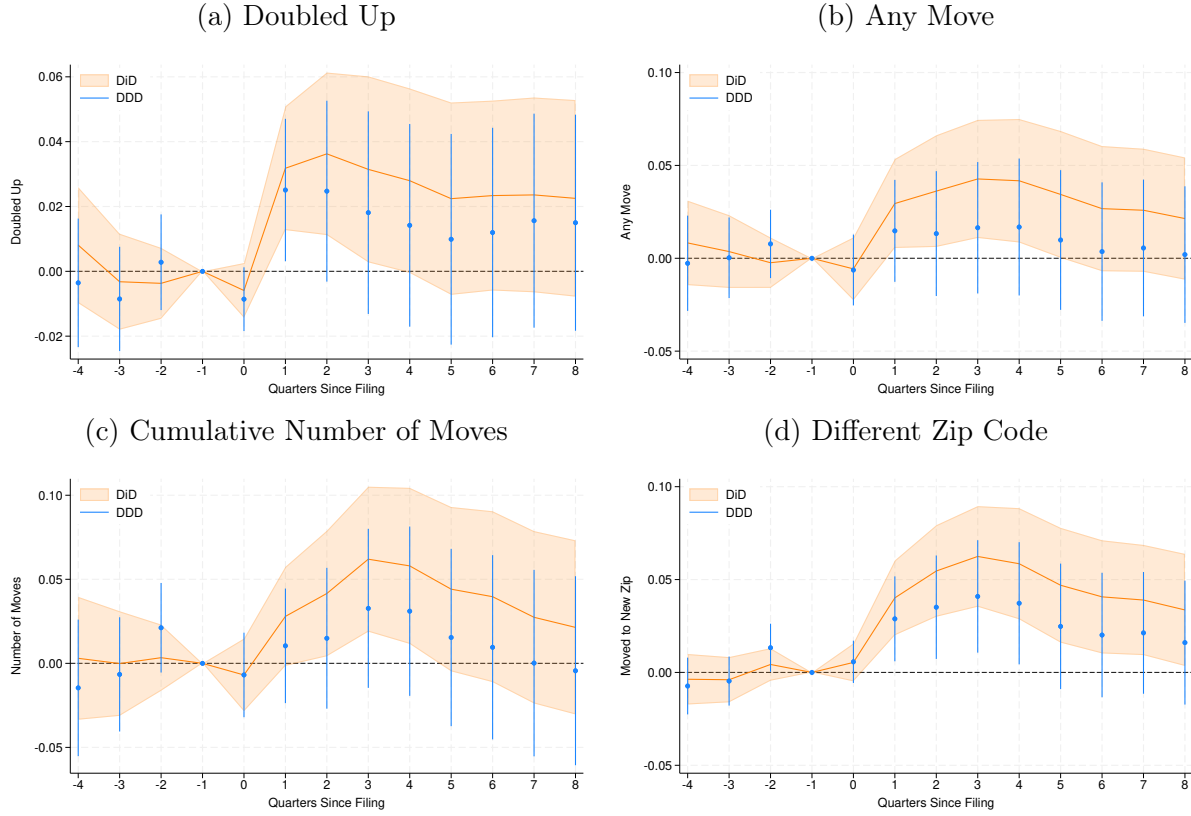 (a) Doubled Up
DiD
DDD
Doubled Up
0.06
0.04
0.02
0.00
-0.02
-4 -3 -2 -1 0 1 2 3 4 5 6 7 8
Quarters Since Filing
(b) Any Move
DiD
DDD
Any Move
0.10
0.05
0.00
-0.05
-4 -3 -2 -1 0 1 2 3 4 5 6 7 8
Quarters Since Filing
(c) Cumulative Number of Moves
DiD
DDD
Number of Moves
0.10
0.05
0.00
-0.05
-4 -3 -2 -1 0 1 2 3 4 5 6 7 8
Quarters Since Filing
(d) Different Zip Code
DiD
DDD
Moved to New Zip
0.10
0.05
0.00
-0.05
-4 -3 -2 -1 0 1 2 3 4 5 6 7 8
Quarters Since Filing